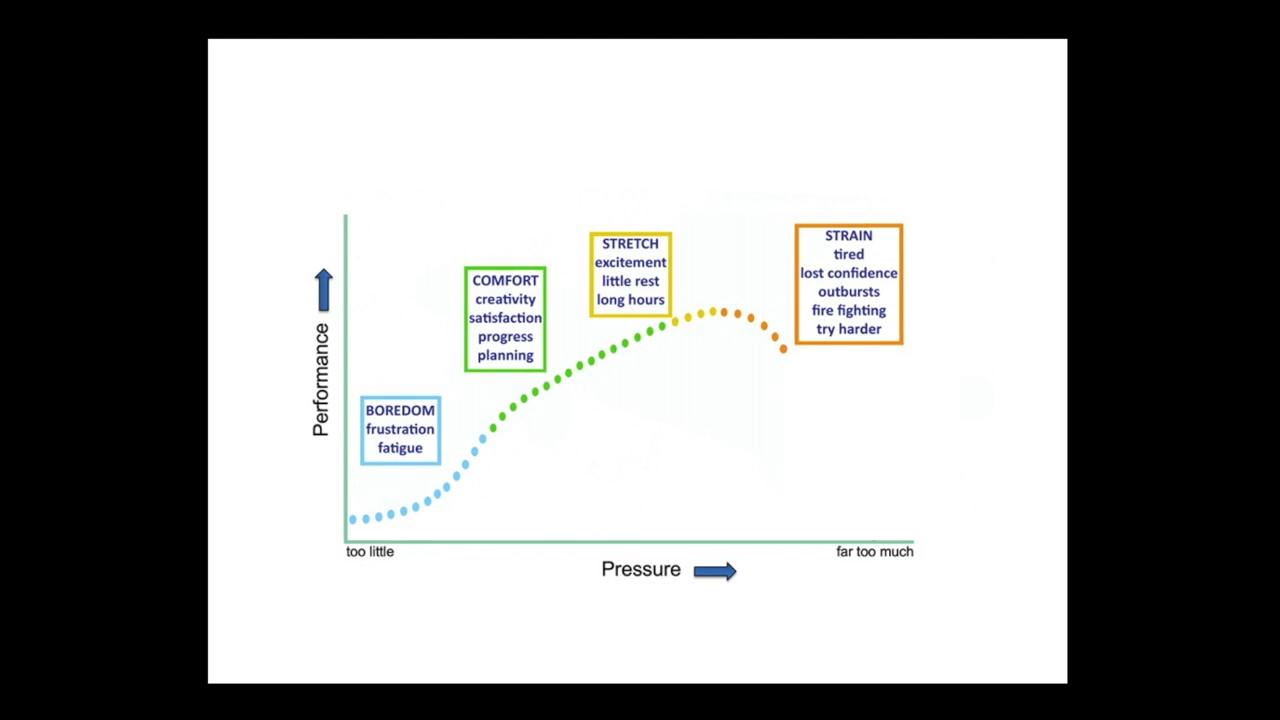 BOREDOM
frustration
fatigue
COMFORT
creativity
satisfaction
progress
planning
STRETCH
excitement
little rest
long hours
STRAIN
tired
lost confidence
outbursts
fire fighting
try harder
Performance
too little
far too much
Pressure